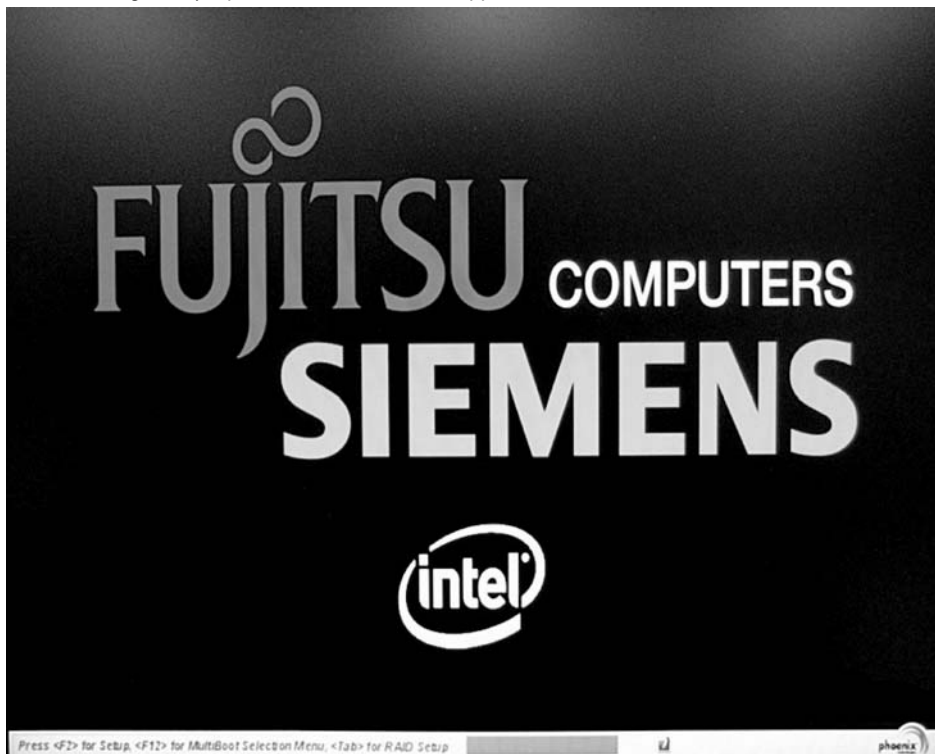 FUJITSU COMPUTERS
SIEMENS
intel
Press <F2> for Setup, <F12> for MultiBoot Selection Menu, <Tab> for RAID Setup
phoenix